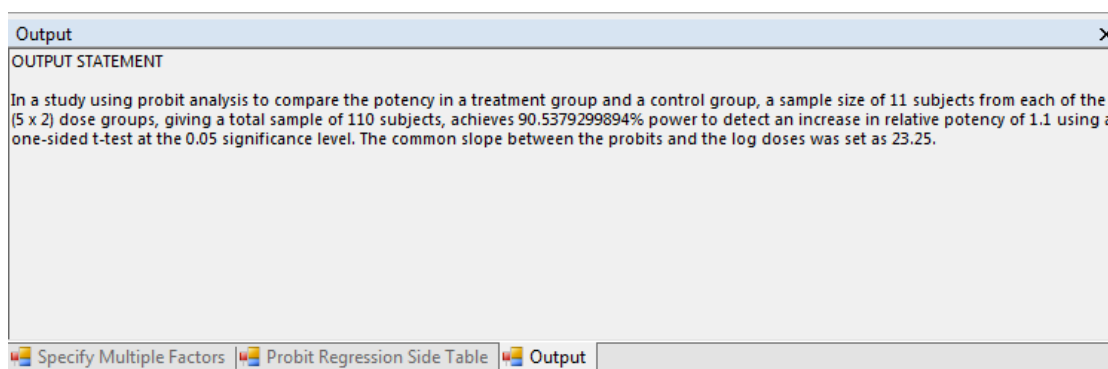 Output
OUTPUT STATEMENT
In a study using probit analysis to compare the potency in a treatment group and a control group, a sample size of 11 subjects from each of the
(5 x 2) dose groups, giving a total sample of 110 subjects, achieves 90.5379299894% power to detect an increase in relative potency of 1.1 using a
one-sided t-test at the 0.05 significance level. The common slope between the probits and the log doses was set as 23.25.
Specify Multiple Factors Probit Regression Side Table Output